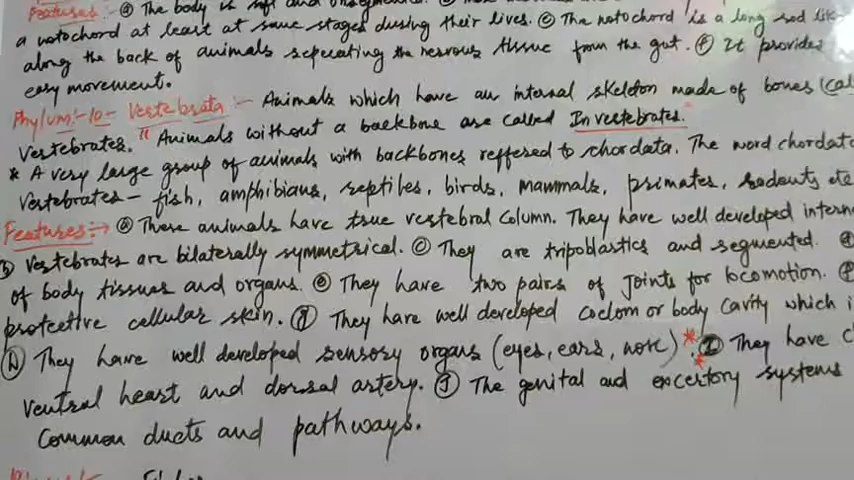 Features: ⓐ The body is soft and
a notochord at least at some stages during their lives. ⓒ The notochord is a long rod lik
along the back of animals seperating the nervous tissue from the gut. ⓕ It provides
easy movement.
Phylum:-10- Vertebrata :- Animals which have an internal skeleton made of bones (cal
Vertebrates. " Animals without a backbone are called Invertebrates."
* A very large group of animals with backbones reffered to chordata. The word chordat
Vertebrates - fish, amphibians, reptiles, birds, mammals, primates, rodents etc
Features:→ ⓐ These animals have true vertebral column. They have well developed intern
ⓑ Vertebrates are bilaterally symmetrical. ⓒ They are tripoblastics and segmented.
of body tissues and organs. ⓔ They have two pairs of joints for locomotion.
protective cellular skin. ⓖ They have well developed coelom or body cavity which i
ⓗ They have well developed sensory organs (eyes, ears, nose). ** Ⓘ They have c
ventral heart and dorsal artery. Ⓙ The genital and excertory systems
common ducts and pathways.